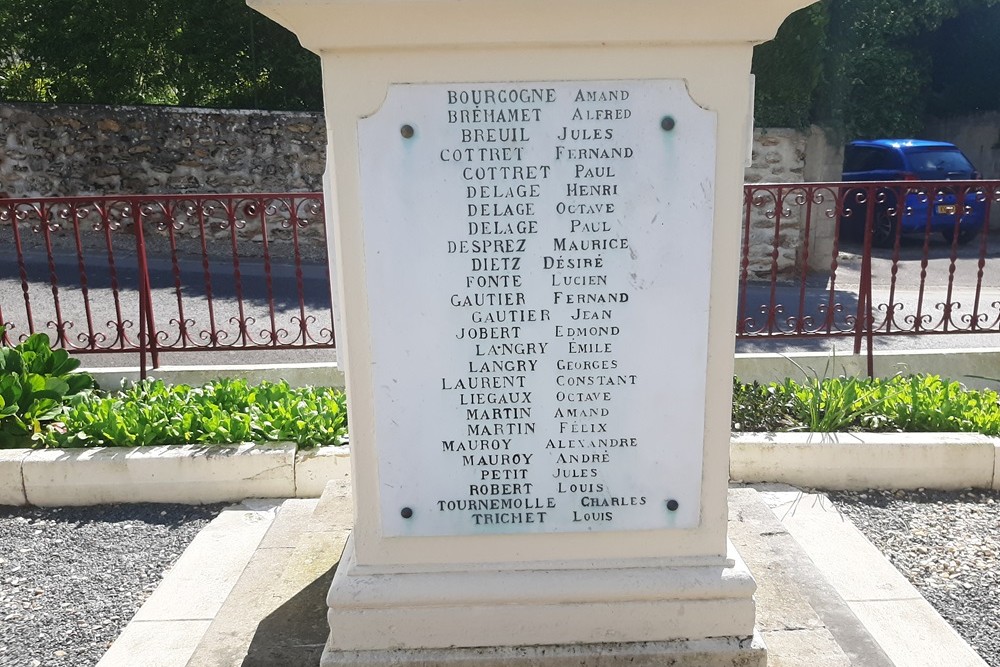 BOURGOGNE AMAND
BRÉHAMET ALFRED
BREUIL JULES
COTTRET FERNAND
COTTRET PAUL
DELAGE HENRI
DELAGE OCTAVE
DELAGE PAUL
DESPREZ MAURICE
DIETZ DÉSIRÉ
FONTE LUCIEN
GAUTIER FERNAND
GAUTIER JEAN
JOBERT EDMOND
LANGRY ÉMILE
LANGRY GEORGES
LAURENT CONSTANT
LIEGAUX OCTAVE
MARTIN AMAND
MARTIN FÉLIX
MAUROY ALEXANDRE
MAUROY ANDRÉ
PETIT JULES
ROBERT LOUIS
TOURNEMOLLE CHARLES
TRICHET LOUIS